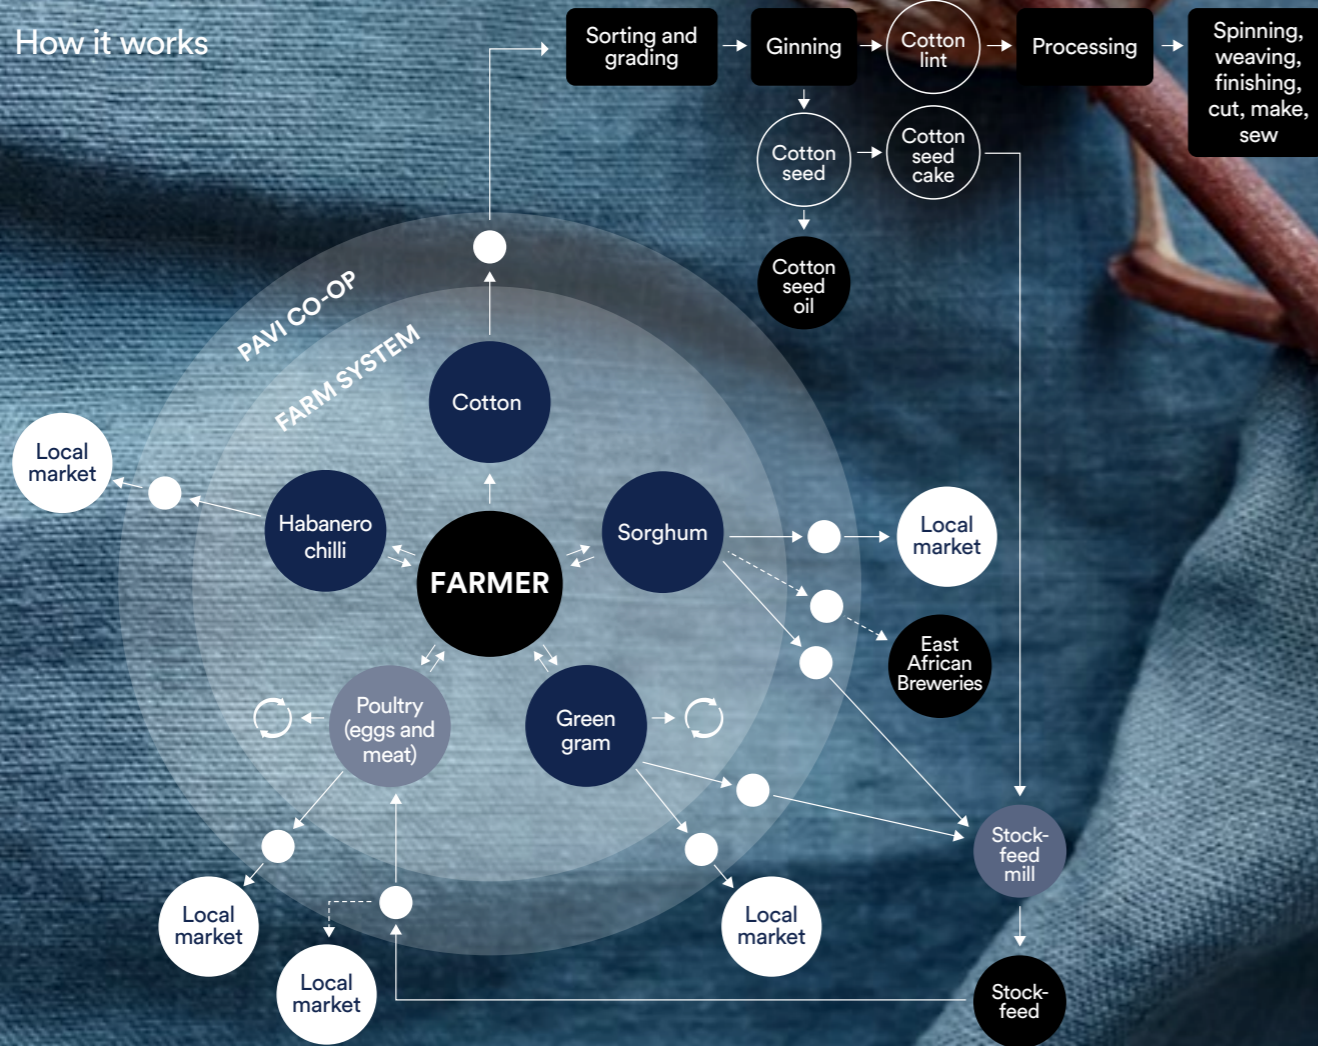 How it works
Sorting and
grading
Ginning
Cotton
lint
Processing
Spinning,
weaving,
finishing,
cut, make,
sew
Cotton
seed
Cotton
seed
cake
Cotton
seed
oil
PAVI CO-OP
FARM SYSTEM
Cotton
Local
market
Habanero
chilli
FARMER
Sorghum
Local
market
East
African
Breweries
Poultry
(eggs and
meat)
Green
gram
Stock-
feed
mill
Local
market
Local
market
Local
market
Stock-
feed